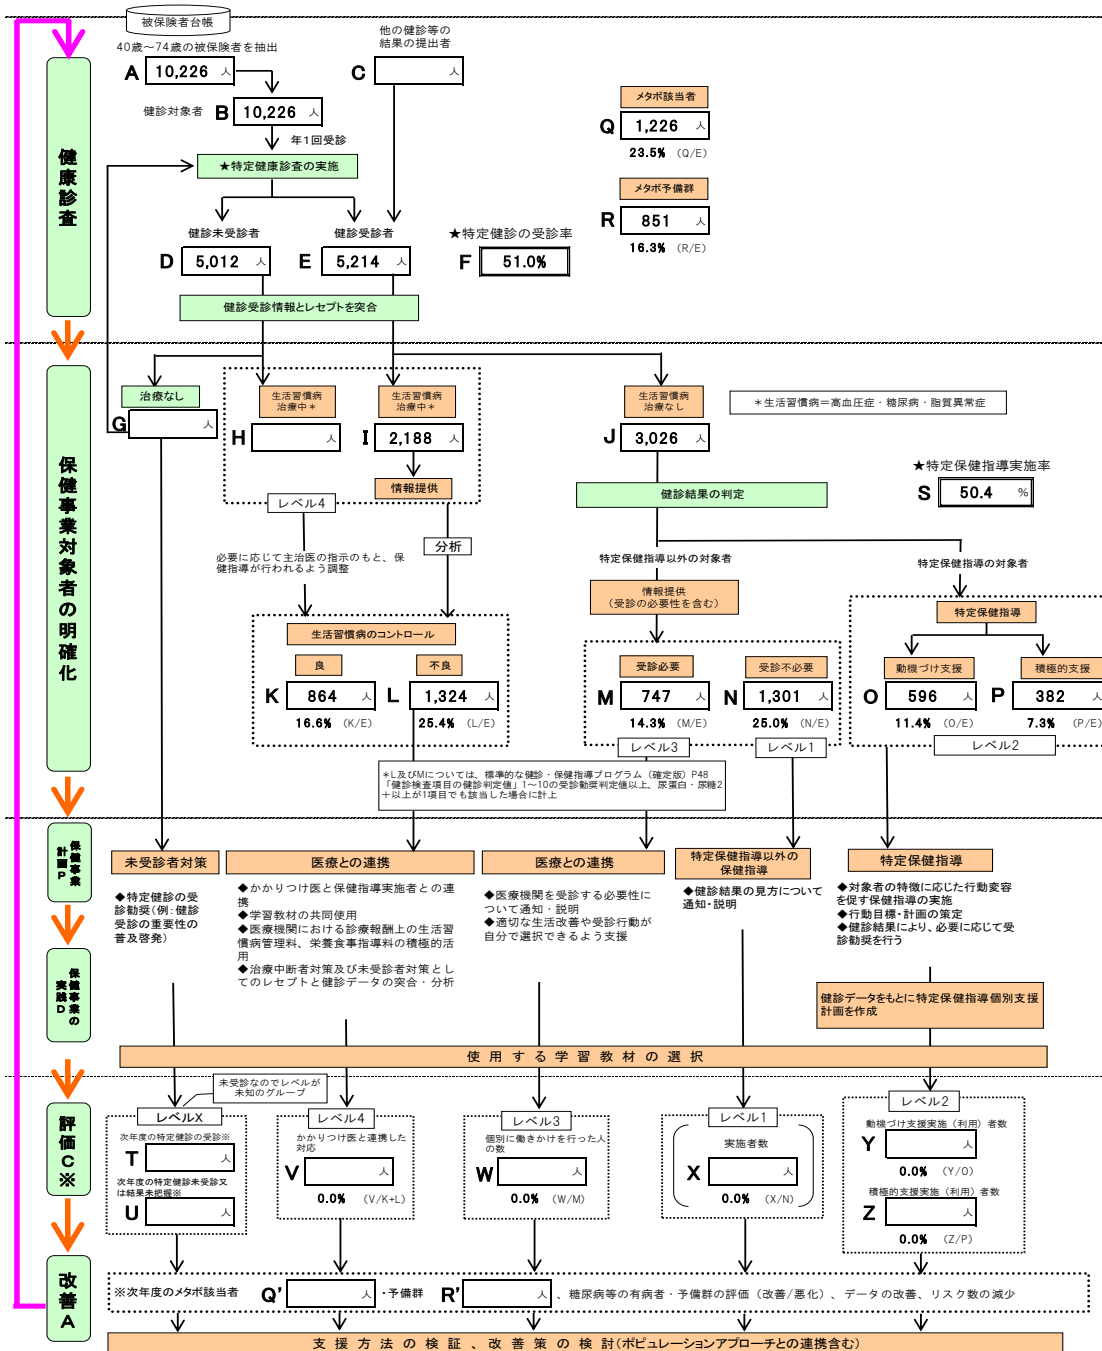 被保険者台帳
40歳～74歳の被保険者を抽出
他の健診等の
結果の提出者
A 10,226 人
C 人
健診対象者 B 10,226 人
年1回受診
メタボ該当者
Q 1,226 人
23.5% (Q/E)
健康診査
★特定健康診査の実施
メタボ予備群
R 851 人
16.3% (R/E)
健診未受診者
健診受診者
★特定健診の受診率
D 5,012 人
E 5,214 人
F 51.0%
健診受診情報とレセプトを突合
治療なし
G 人
生活習慣病
治療中＊
H 人
生活習慣病
治療中＊
I 2,188 人
情報提供
レベル4
生活習慣病
治療なし
J 3,026 人
＊生活習慣病＝高血圧症・糖尿病・脂質異常症
保健事業対象者の明確化
★特定保健指導実施率
S 50.4 %
健診結果の判定
必要に応じて主治医の指示のもと、保
健指導が行われるよう調整
分析
特定保健指導以外の対象者
特定保健指導の対象者
情報提供
（受診の必要性を含む）
特定保健指導
生活習慣病のコントロール
良
不良
受診必要
受診不必要
動機づけ支援
積極的支援
K 864 人
L 1,324 人
M 747 人
N 1,301 人
O 596 人
P 382 人
16.6% (K/E)
25.4% (L/E)
14.3% (M/E)
25.0% (N/E)
11.4% (O/E)
7.3% (P/E)
レベル3
レベル1
レベル2
＊L及びMについては、標準的な健診・保健指導プログラム（確定版）P48
「健診検査項目の健診判定値」1～10の受診勧奨判定値以上、尿蛋白・尿糖2
＋以上が1項目でも該当した場合に計上
保健事業
計画P
未受診者対策
◆特定健診の受
診勧奨(例:健診
受診の重要性の
普及啓発)
医療との連携
◆かかりつけ医と保健指導実施者との連
携
◆学習教材の共同使用
◆医療機関における診療報酬上の生活習
慣病管理料、栄養食事指導料の積極的活
用
◆治療中断者対策及び未受診者対策とし
てのレセプトと健診データの突合・分析
医療との連携
◆医療機関を受診する必要性に
ついて通知・説明
◆適切な生活改善や受診行動が
自分で選択できるよう支援
特定保健指導以外の
保健指導
◆健診結果の見方について
通知・説明
特定保健指導
◆対象者の特徴に応じた行動変容
を促す保健指導の実施
◆行動目標・計画の策定
◆健診結果により、必要に応じて受
診勧奨を行う
保健事業の
実践D
健診データをもとに特定保健指導個別支援
計画を作成
使用する学習教材の選択
未受診なのでレベルが
未知のグループ
評価C※
レベルX
次年度の特定健診の受診※
T 人
次年度の特定健診未受診又
は結果未把握※
U 人
レベル4
かかりつけ医と連携した
対応
V 人
0.0% (V/K+L)
レベル3
個別に働きかけを行った人
の数
W 人
0.0% (W/M)
レベル1
実施者数
X 人
0.0% (X/N)
レベル2
動機づけ支援実施（利用）者数
Y 人
0.0% (Y/O)
積極的支援実施（利用）者数
Z 人
0.0% (Z/P)
改善A
※次年度のメタボ該当者 Q' 人 ・予備群 R' 人 、糖尿病等の有病者・予備群の評価（改善/悪化）、データの改善、リスク数の減少
支援方法の検証、改善策の検討(ポピュレーションアプローチとの連携含む)